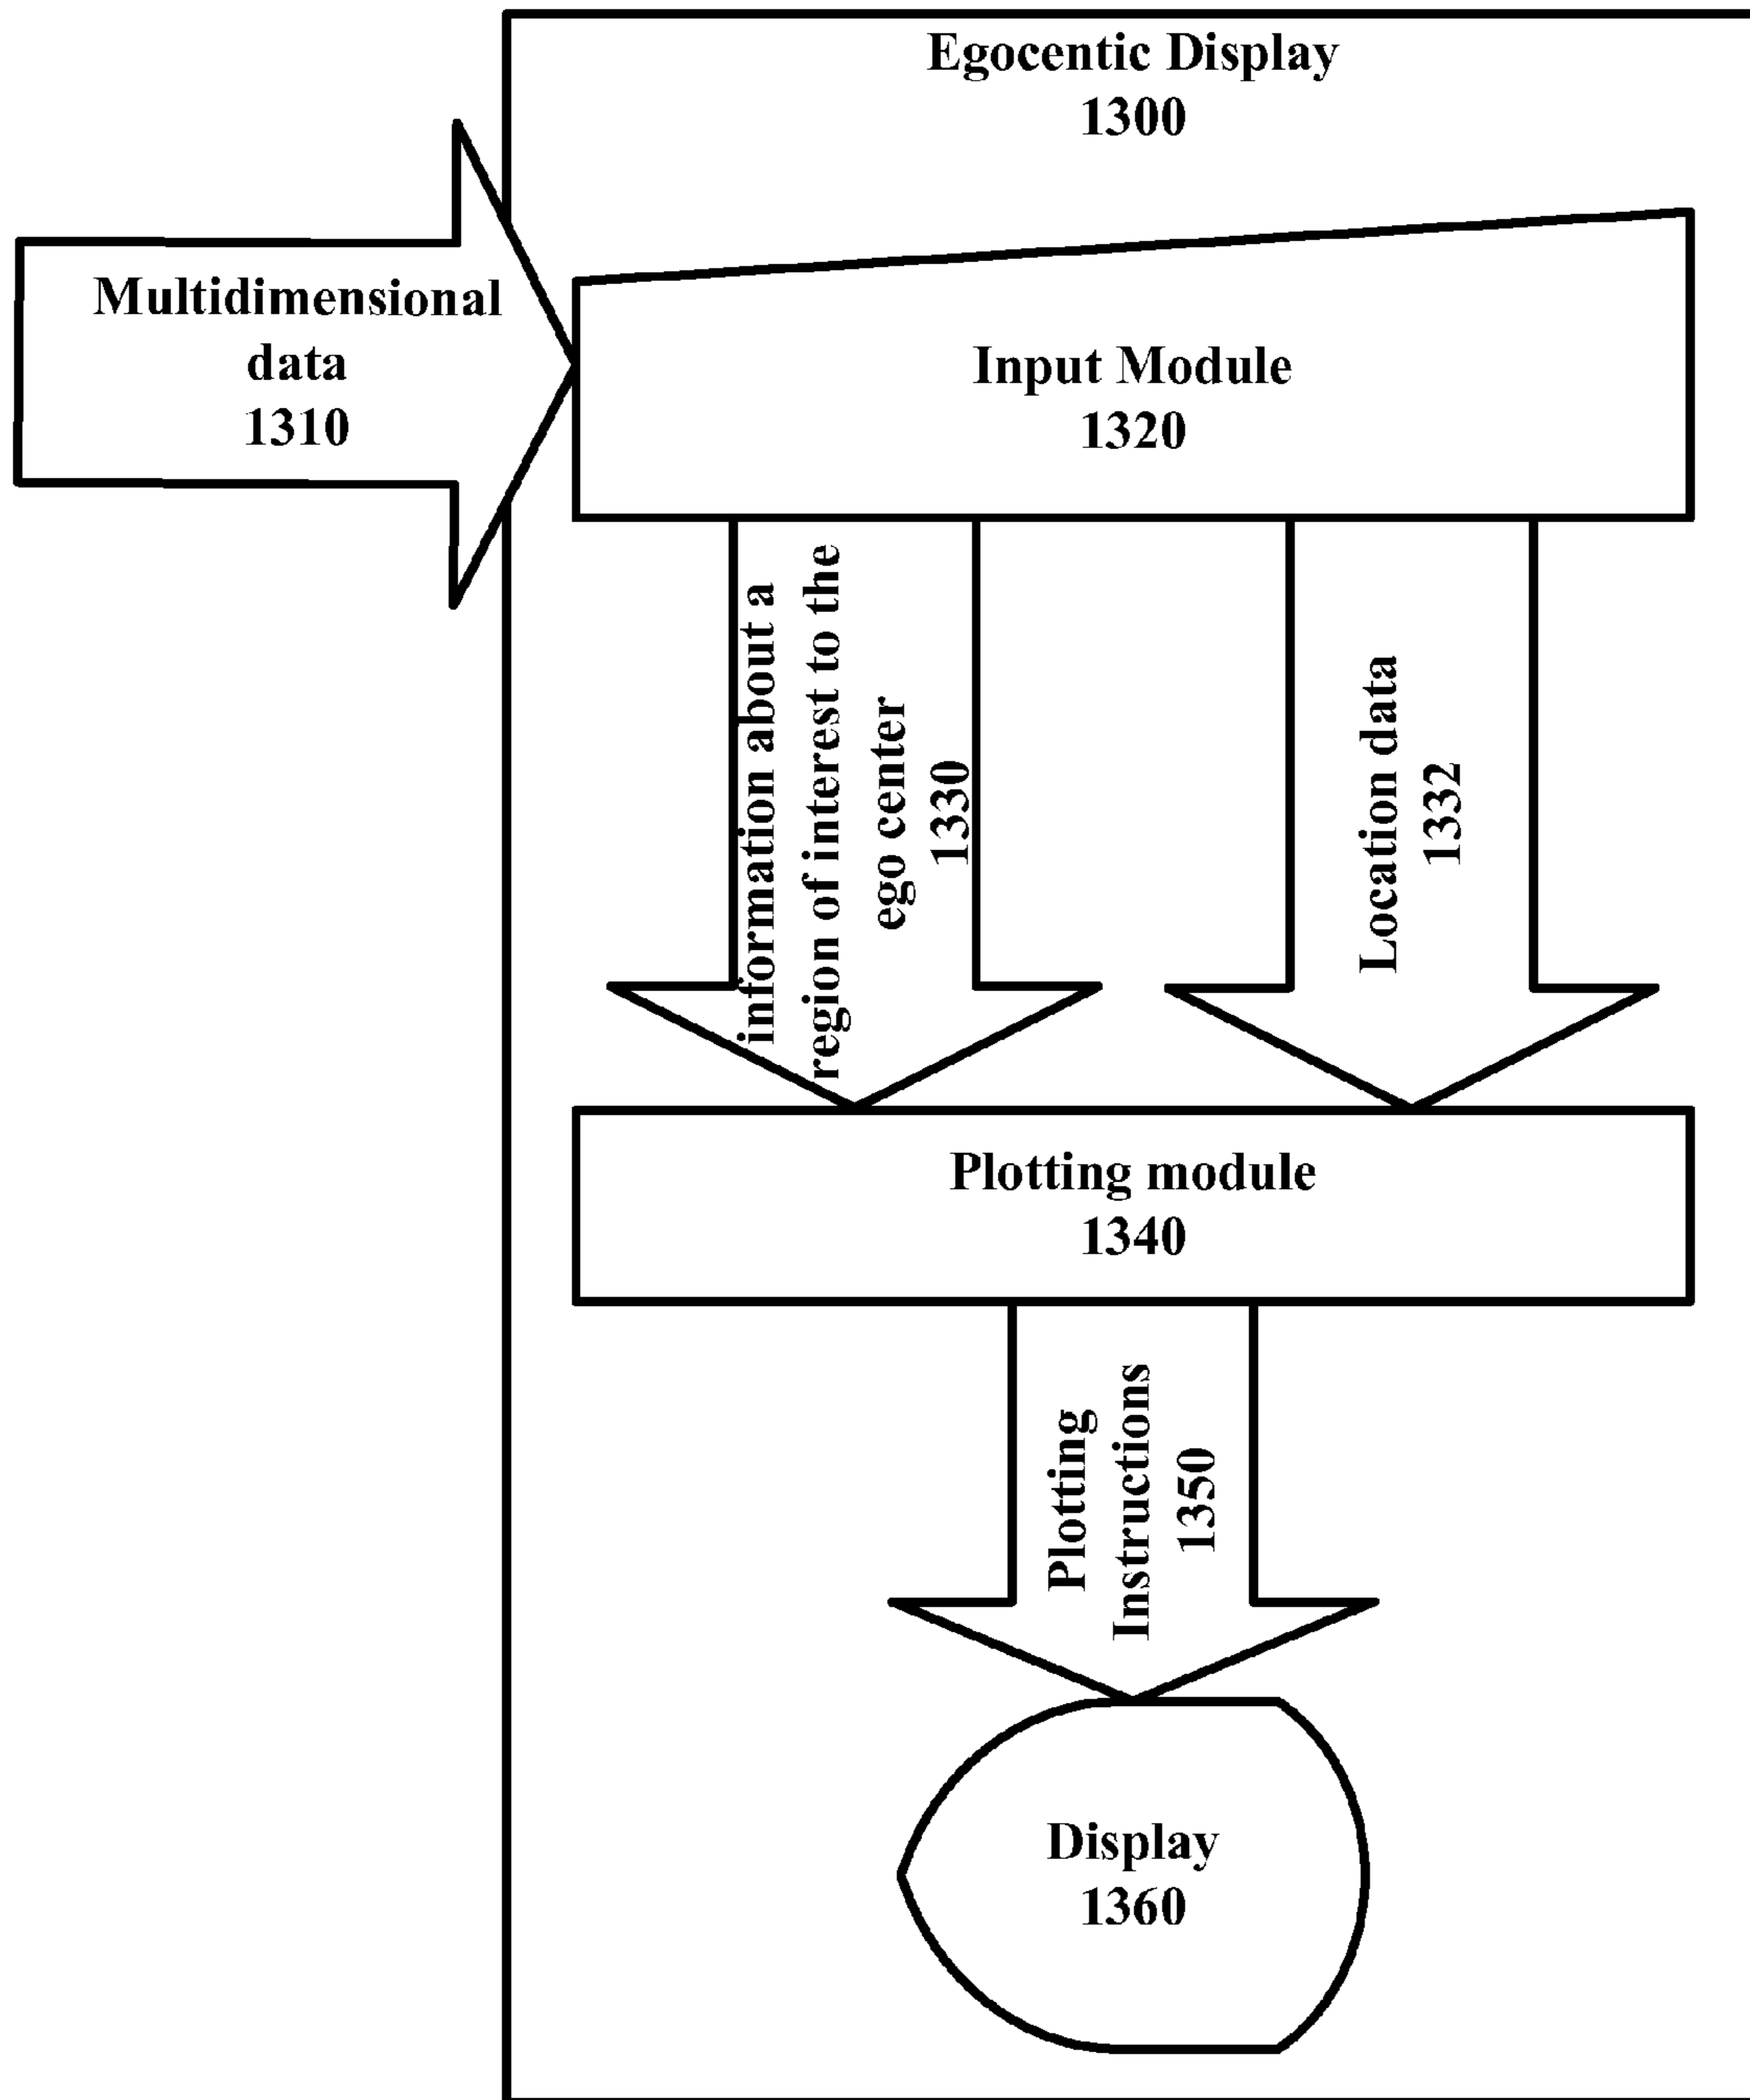 Egocentic Display
1300
Multidimensional
data
1310
Input Module
1320
information about a
region of interest to the
ego center
1330
Location data
1332
Plotting module
1340
Plotting
Instructions
1350
Display
1360